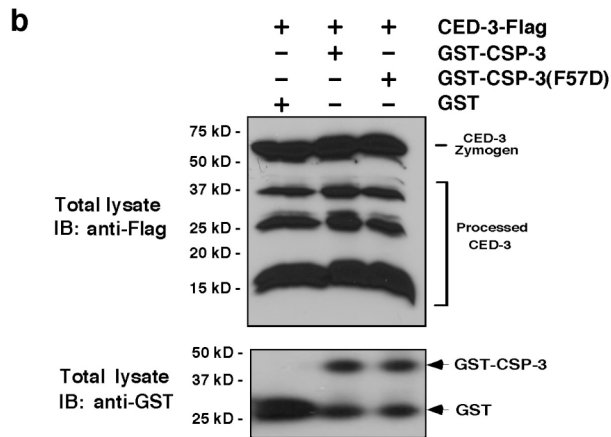 b
+ + + CED-3-Flag
− + − GST-CSP-3
− − + GST-CSP-3(F57D)
+ − − GST
75 kD -
50 kD -
37 kD -
25 kD -
20 kD -
15 kD -
Total lysate
IB: anti-Flag
CED-3
Zymogen
Processed
CED-3
50 kD -
37 kD -
25 kD -
Total lysate
IB: anti-GST
GST-CSP-3
GST